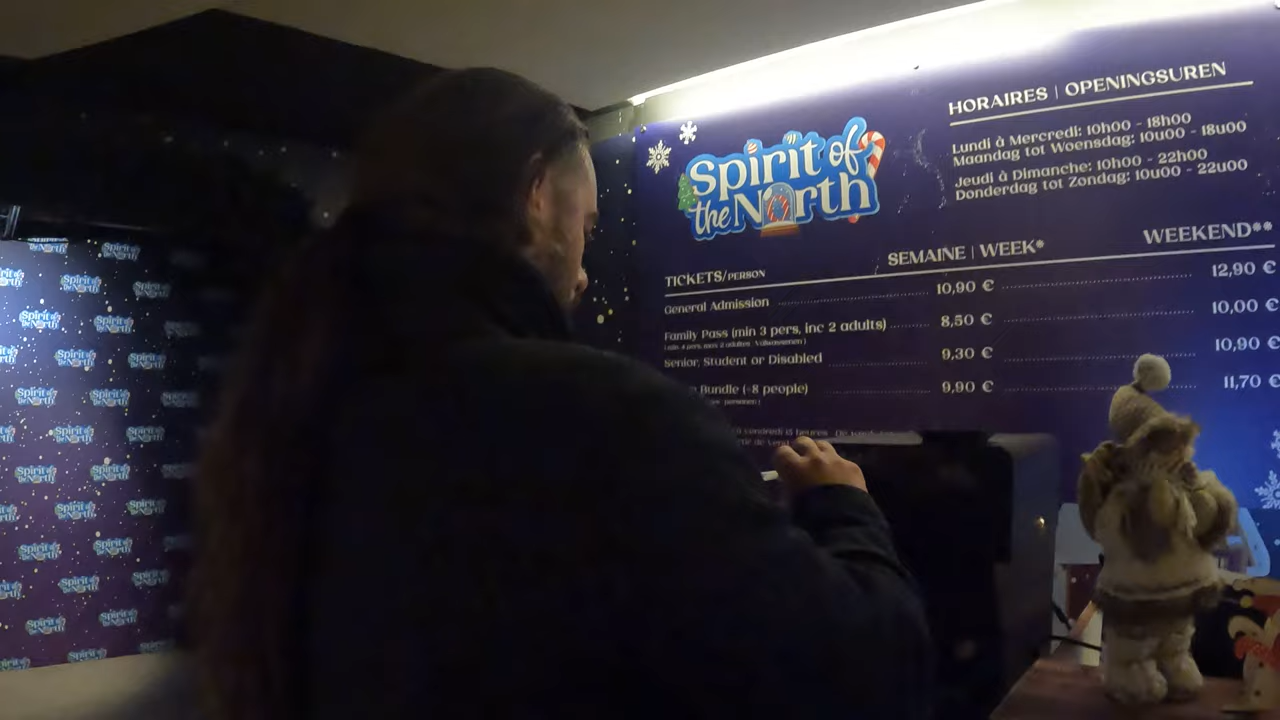 Spirit of
the North
HORAIRES | OPENINGSUREN
Lundi à Mercredi: 10h00 - 18h00
Maandag tot Woensdag: 10u00 - 18u00
Jeudi à Dimanche: 10h00 - 22h00
Donderdag tot Zondag: 10u00 - 22u00
TICKETS/PERSON SEMAINE | WEEK* WEEKEND**
General Admission 10,90 € 12,90 €
Family Pass (min 3 pers, inc 2 adults) 8,50 € 10,00 €
Senior, Student or Disabled 9,30 € 10,90 €
Bundle (-8 people) 9,90 € 11,70 €